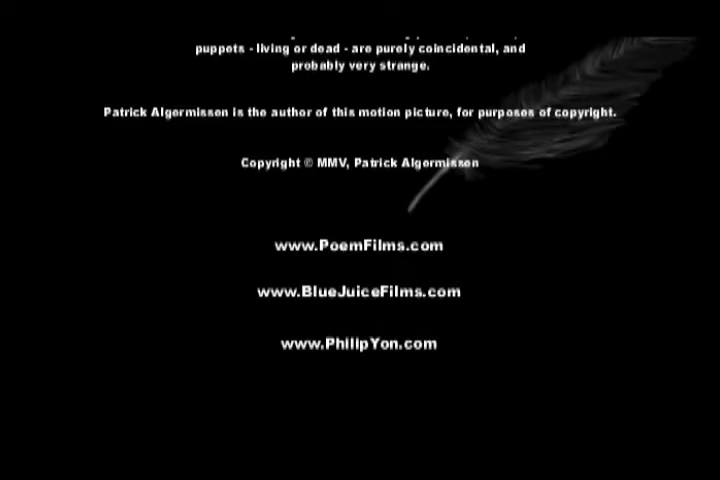 puppets - living or dead - are purely coincidental, and
probably very strange.
Patrick Algermissen is the author of this motion picture, for purposes of copyright.
Copyright © MMV, Patrick Algermissen
www.PoemFilms.com
www.BlueJuiceFilms.com
www.PhilipYon.com